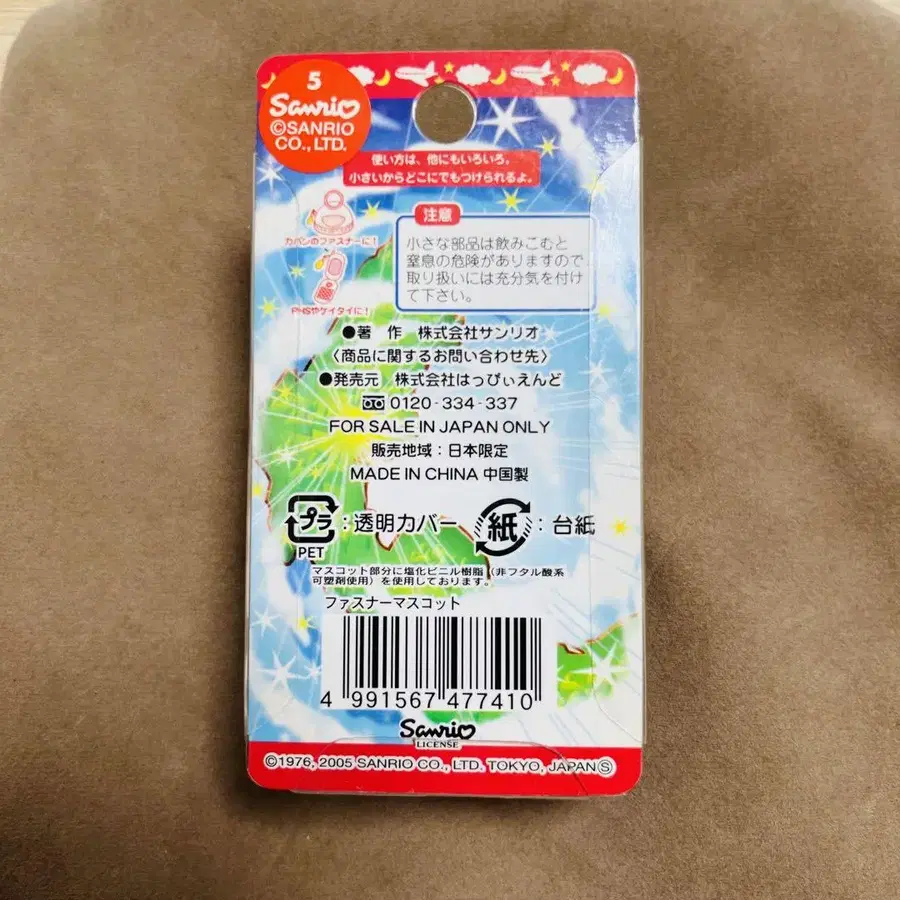 5
Sanrio
©SANRIO
CO., LTD.
使い方は、他にもいろいろ。
小さいからどこにでもつけられるよ。
カバンのファスナーに!
PHSやケイタイに!
注意
小さな部品は飲みこむと
窒息の危険がありますので
取り扱いには充分気を付け
て下さい。
●著 作 株式会社サンリオ
〈商品に関するお問い合わせ先〉
●発売元 株式会社はっぴぃえんど
0120-334-337
FOR SALE IN JAPAN ONLY
販売地域:日本限定
MADE IN CHINA 中国製
プラ:透明カバー 紙:台紙
PET
マスコット部分に塩化ビニル樹脂(非フタル酸系
可塑剤使用)を使用しております。
ファスナーマスコット
4 991567 477410
Sanrio
LICENSE
©1976, 2005 SANRIO CO., LTD. TOKYO, JAPAN Ⓢ